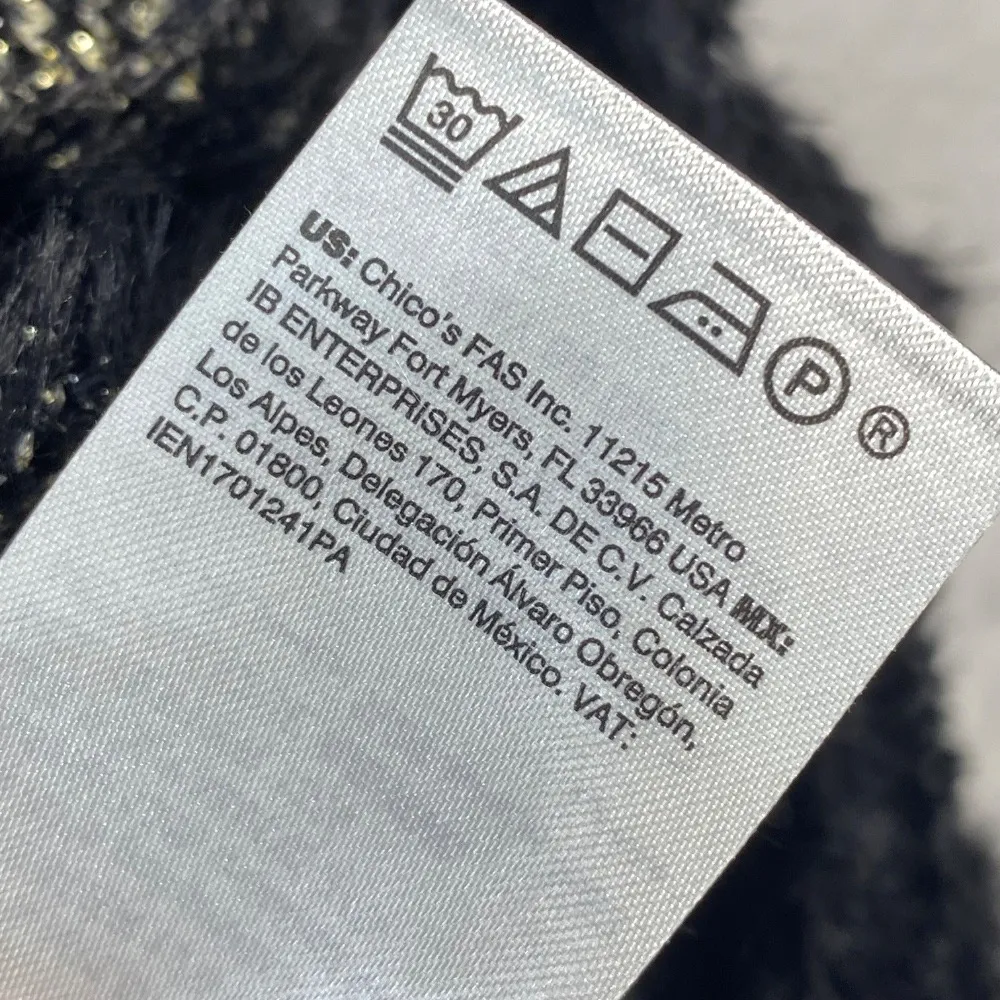 30 P ®
US: Chico's FAS Inc. 11215 Metro
Parkway Fort Myers, FL 33966 USA MX:
IB ENTERPRISES, S.A. DE C.V. Calzada
de los Leones 170, Primer Piso, Colonia
Los Alpes, Delegación Álvaro Obregón,
C.P. 01800, Ciudad de México. VAT:
IEN1701241PA